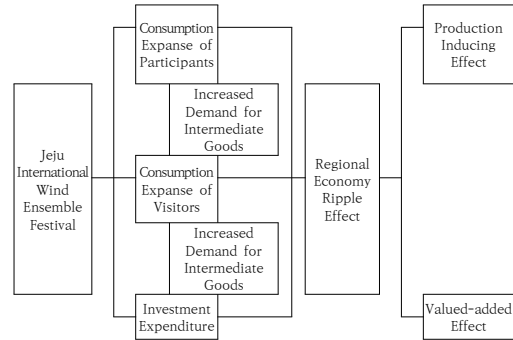 Jeju
International
Wind
Ensemble
Festival
Consumption
Expanse of
Participants
Increased
Demand for
Intermediate
Goods
Consumption
Expanse of
Visitors
Increased
Demand for
Intermediate
Goods
Investment
Expenditure
Regional
Economy
Ripple
Effect
Production
Inducing
Effect
Valued-added
Effect